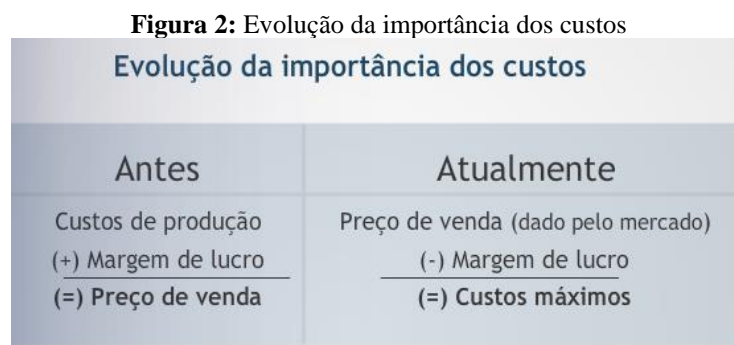 Figura 2: Evolução da importância dos custos
Evolução da importância dos custos
Antes
Custos de produção
(+) Margem de lucro
(=) Preço de venda
Atualmente
Preço de venda (dado pelo mercado)
(-) Margem de lucro
(=) Custos máximos